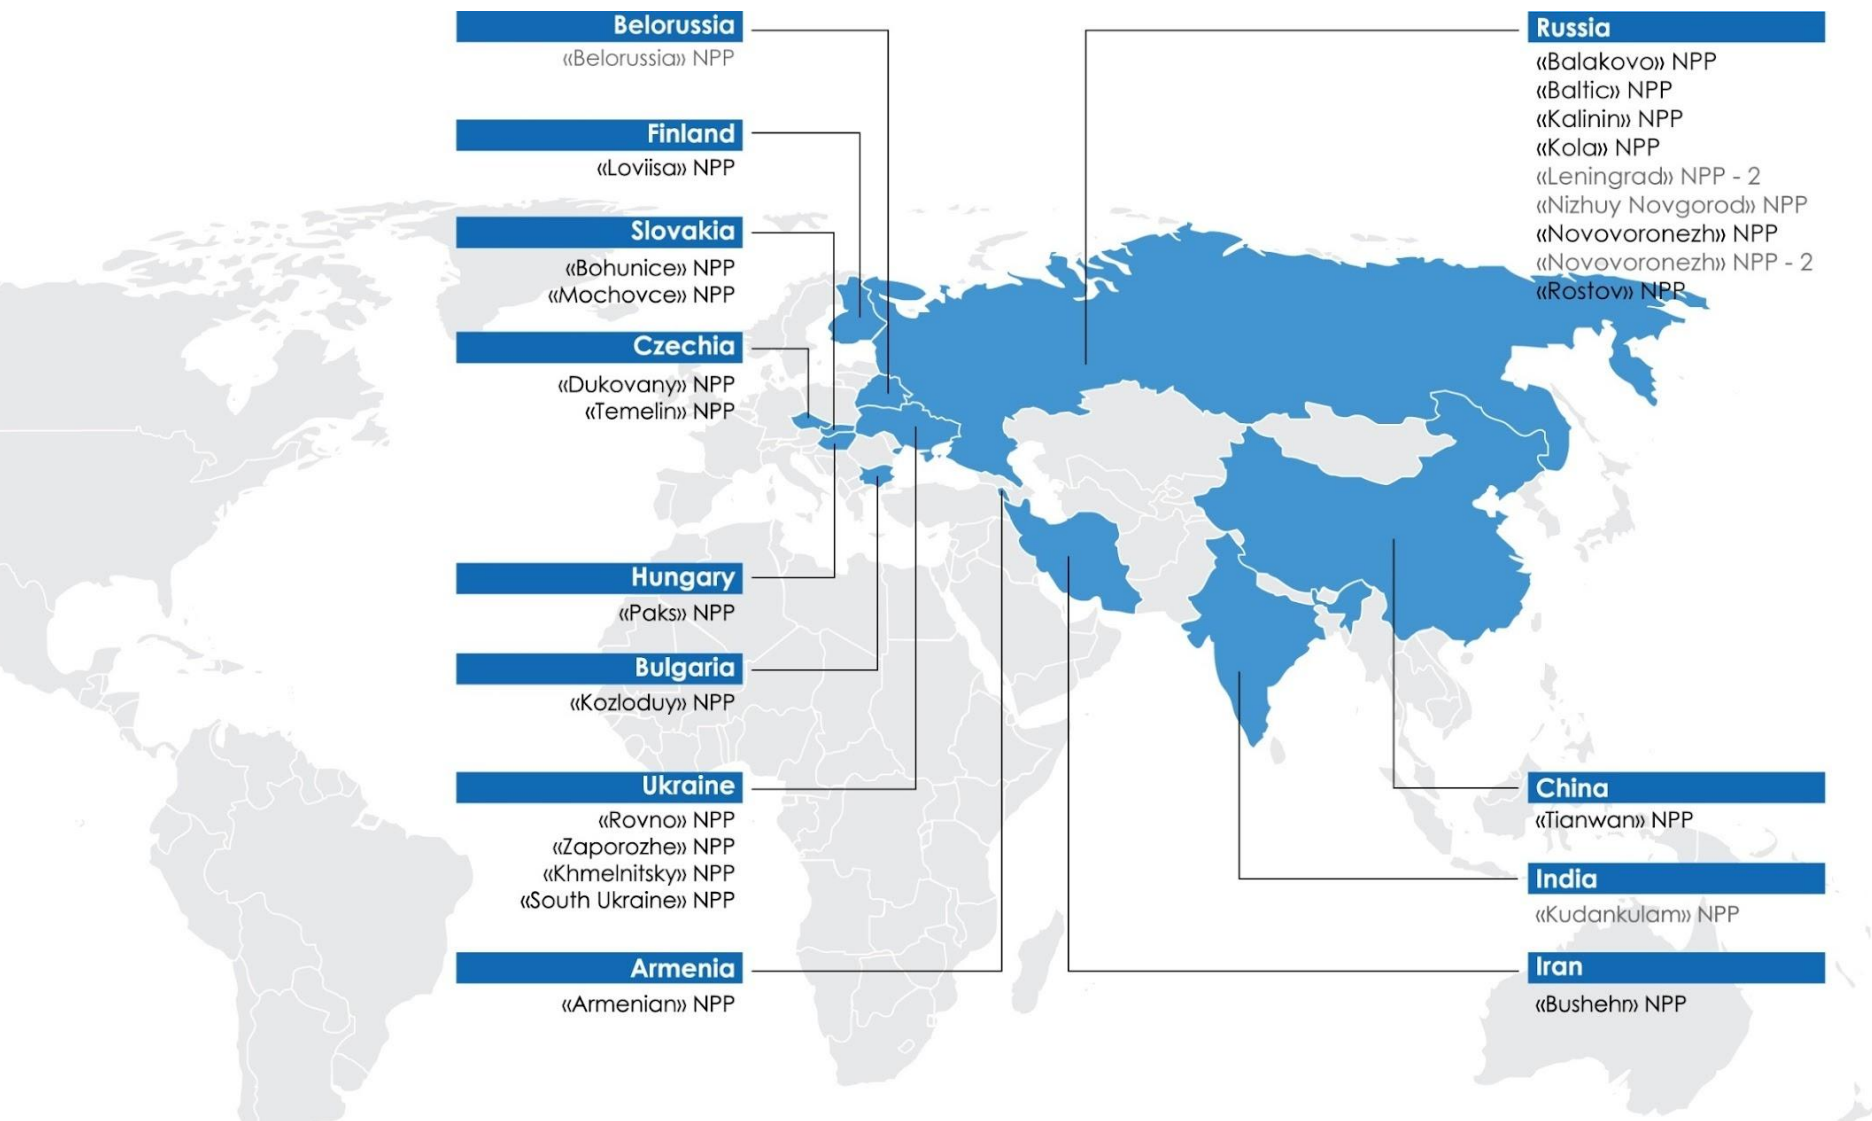 Belorussia
«Belorussia» NPP
Finland
«Loviisa» NPP
Slovakia
«Bohunice» NPP
«Mochovce» NPP
Czechia
«Dukovany» NPP
«Temelin» NPP
Hungary
«Paks» NPP
Bulgaria
«Kozloduy» NPP
Ukraine
«Rovno» NPP
«Zaporozhe» NPP
«Khmelnitsky» NPP
«South Ukraine» NPP
Armenia
«Armenian» NPP
Russia
«Balakovo» NPP
«Baltic» NPP
«Kalinin» NPP
«Kola» NPP
«Leningrad» NPP - 2
«Nizhuy Novgorod» NPP
«Novovoronezh» NPP
«Novovoronezh» NPP - 2
«Rostov» NPP
China
«Tianwan» NPP
India
«Kudankulam» NPP
Iran
«Bushehr» NPP